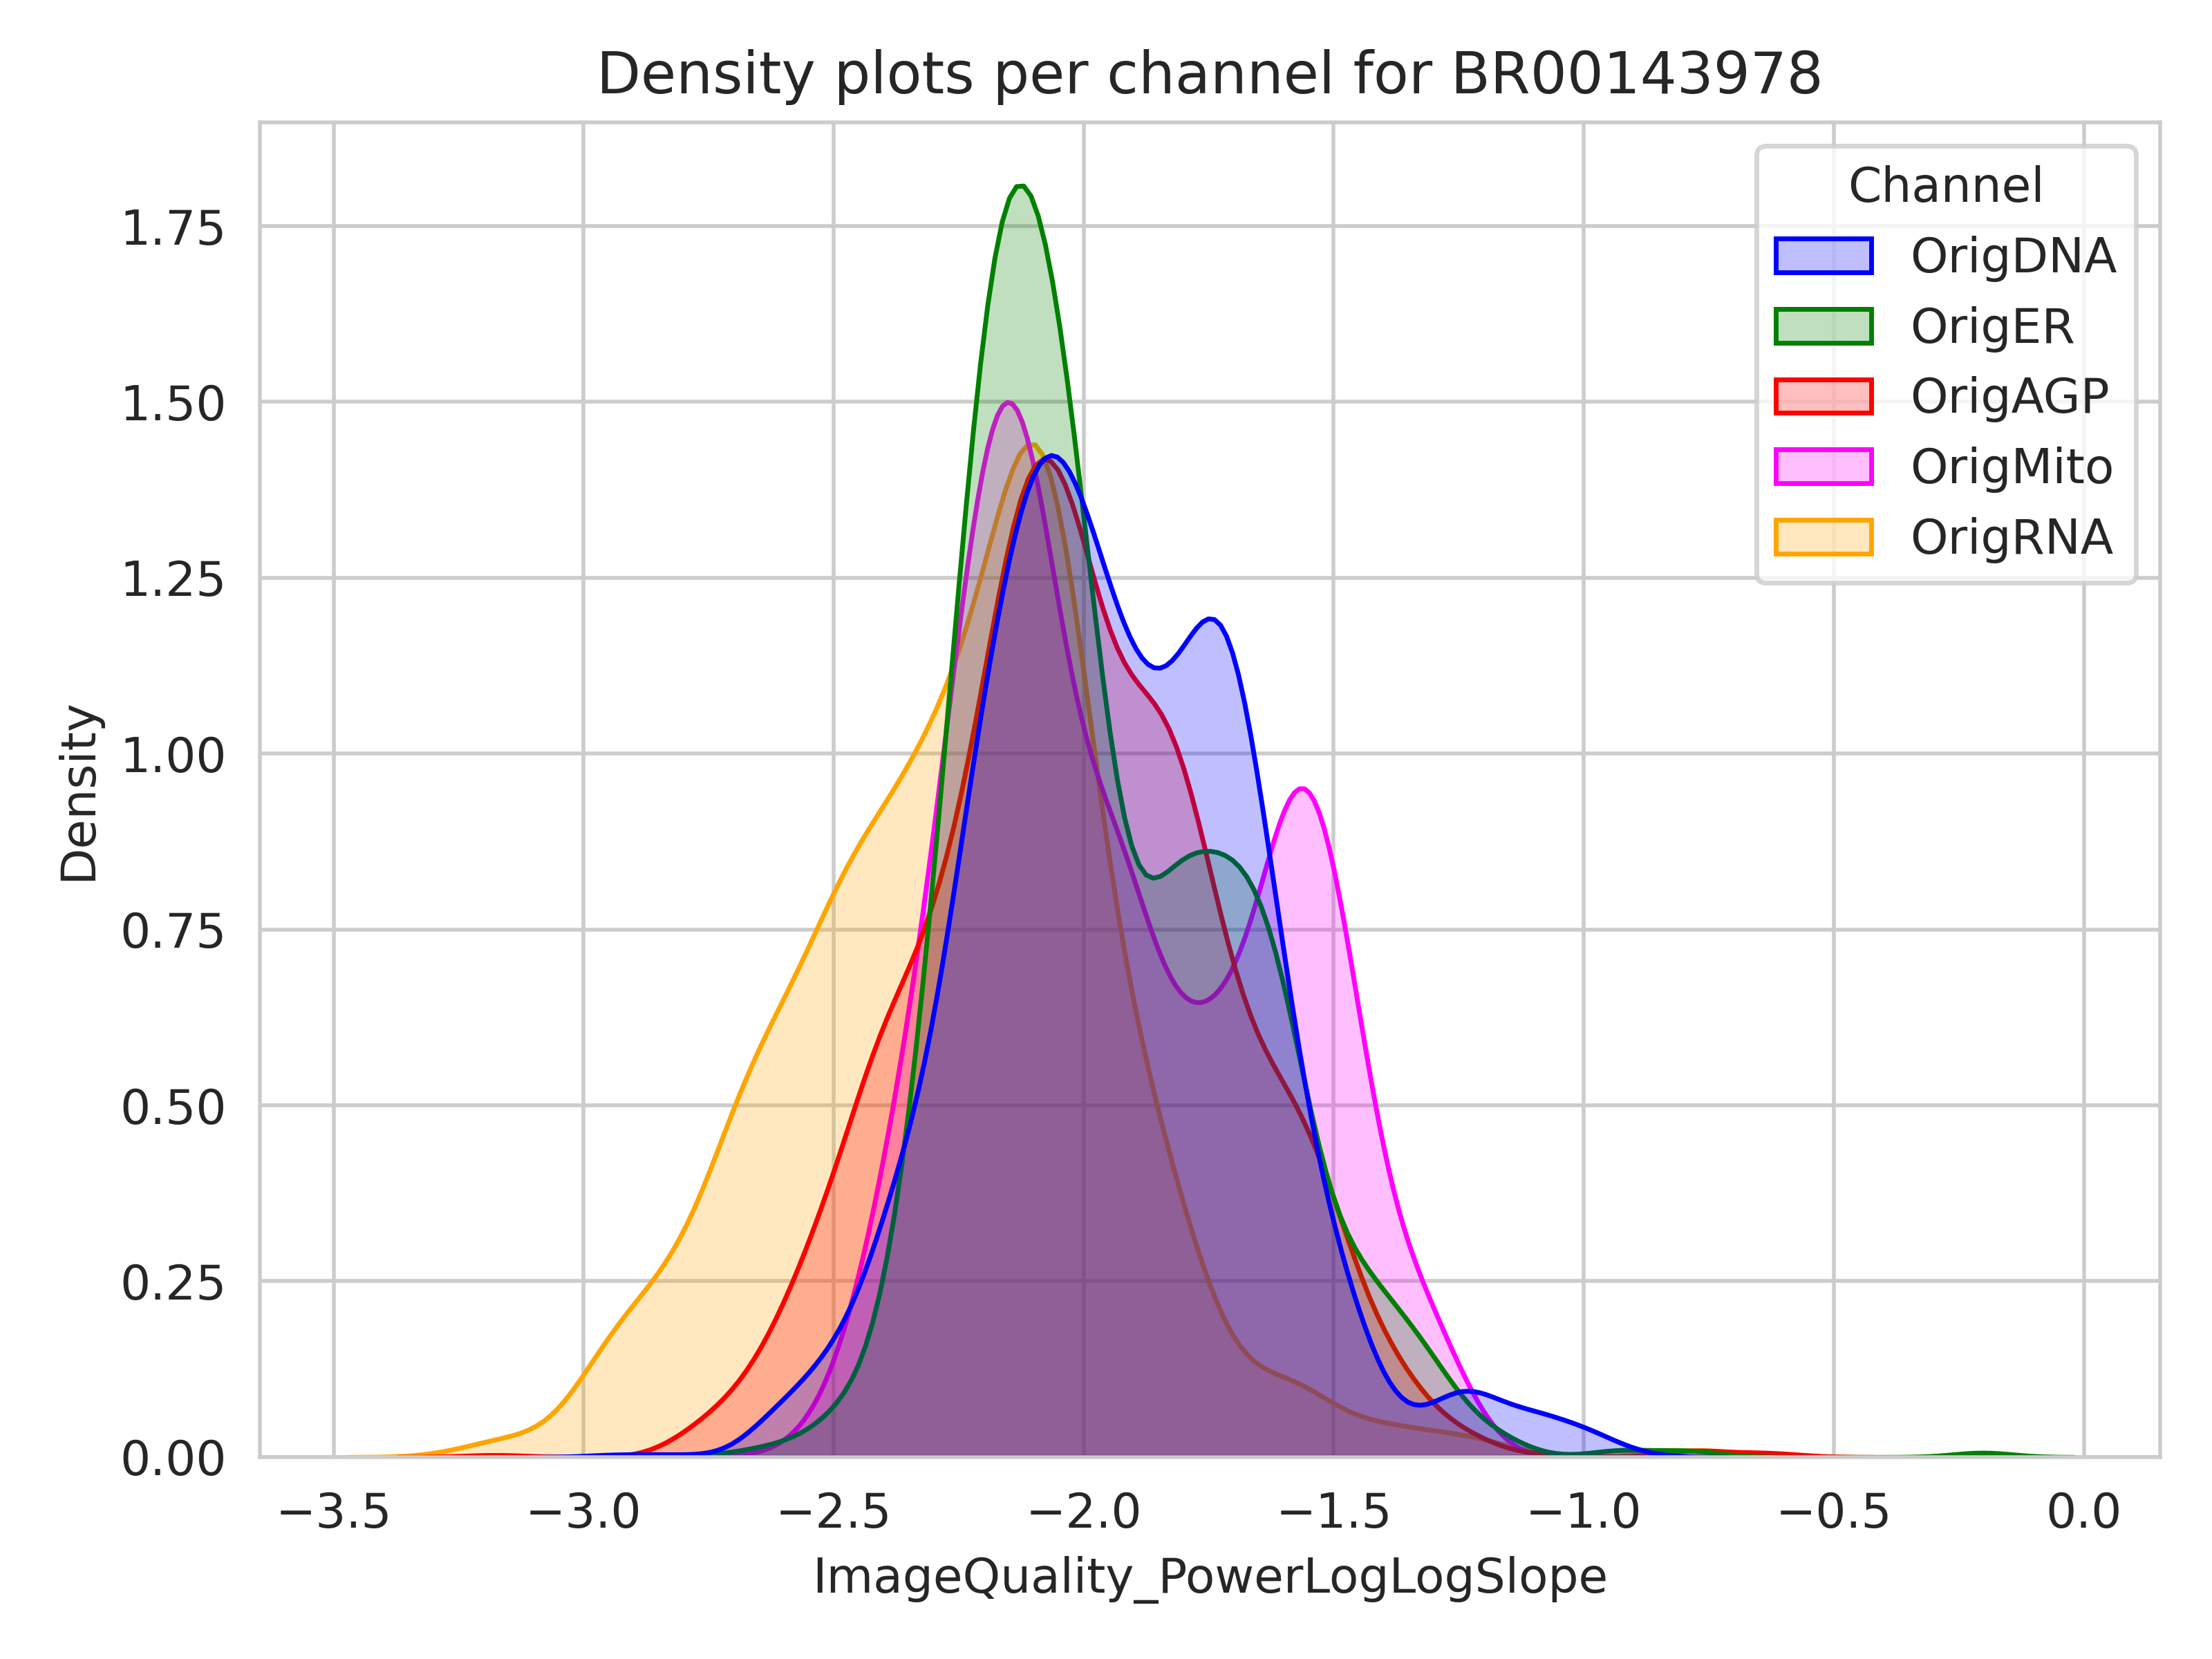 Density plots per channel for BR00143978
Channel
OrigDNA
OrigER
OrigAGP
OrigMito
OrigRNA
Density
1.75
1.50
1.25
1.00
0.75
0.50
0.25
0.00
−3.5 −3.0 −2.5 −2.0 −1.5 −1.0 −0.5 0.0
ImageQuality_PowerLogLogSlope